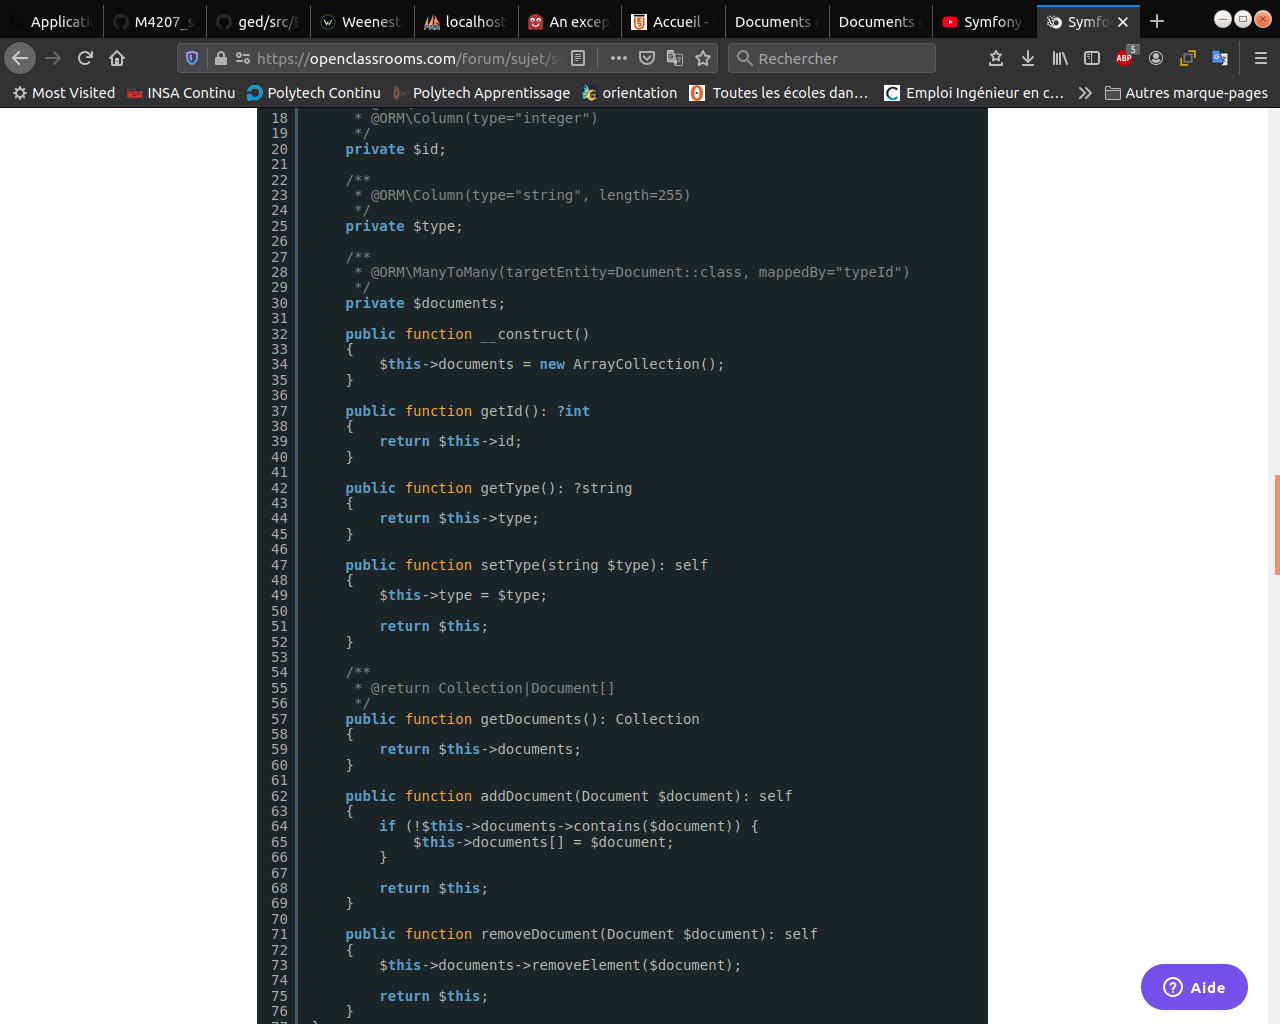 Applicati M4207_s ged/src/E Weenest localhost An excep Accueil - Documents e Documents e Symfony Symfo
https://openclassrooms.com/forum/sujet/sy Rechercher 5 ABP
Most Visited INSA Continu Polytech Continu Polytech Apprentissage orientation Toutes les écoles dan… Emploi Ingénieur en c… Autres marque-pages
18 * @ORM\Column(type="integer")
19 */
20 private $id;
21
22 /**
23 * @ORM\Column(type="string", length=255)
24 */
25 private $type;
26
27 /**
28 * @ORM\ManyToMany(targetEntity=Document::class, mappedBy="typeId")
29 */
30 private $documents;
31
32 public function __construct()
33 {
34 $this->documents = new ArrayCollection();
35 }
36
37 public function getId(): ?int
38 {
39 return $this->id;
40 }
41
42 public function getType(): ?string
43 {
44 return $this->type;
45 }
46
47 public function setType(string $type): self
48 {
49 $this->type = $type;
50
51 return $this;
52 }
53
54 /**
55 * @return Collection|Document[]
56 */
57 public function getDocuments(): Collection
58 {
59 return $this->documents;
60 }
61
62 public function addDocument(Document $document): self
63 {
64 if (!$this->documents->contains($document)) {
65 $this->documents[] = $document;
66 }
67
68 return $this;
69 }
70
71 public function removeDocument(Document $document): self
72 {
73 $this->documents->removeElement($document);
74
75 return $this;
76 }
77 }
Aide